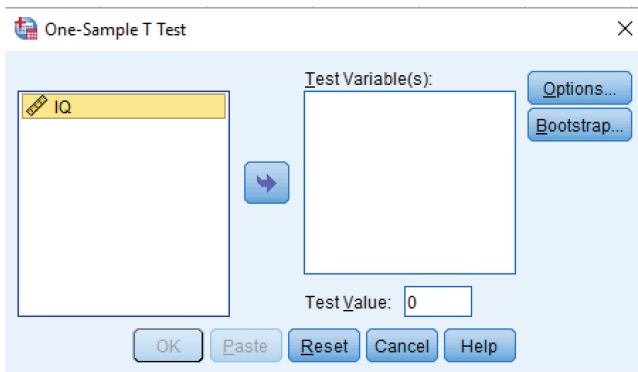 One-Sample T Test
Test Variable(s):
IQ
Options...
Bootstrap...
Test Value: 0
OK Paste Reset Cancel Help